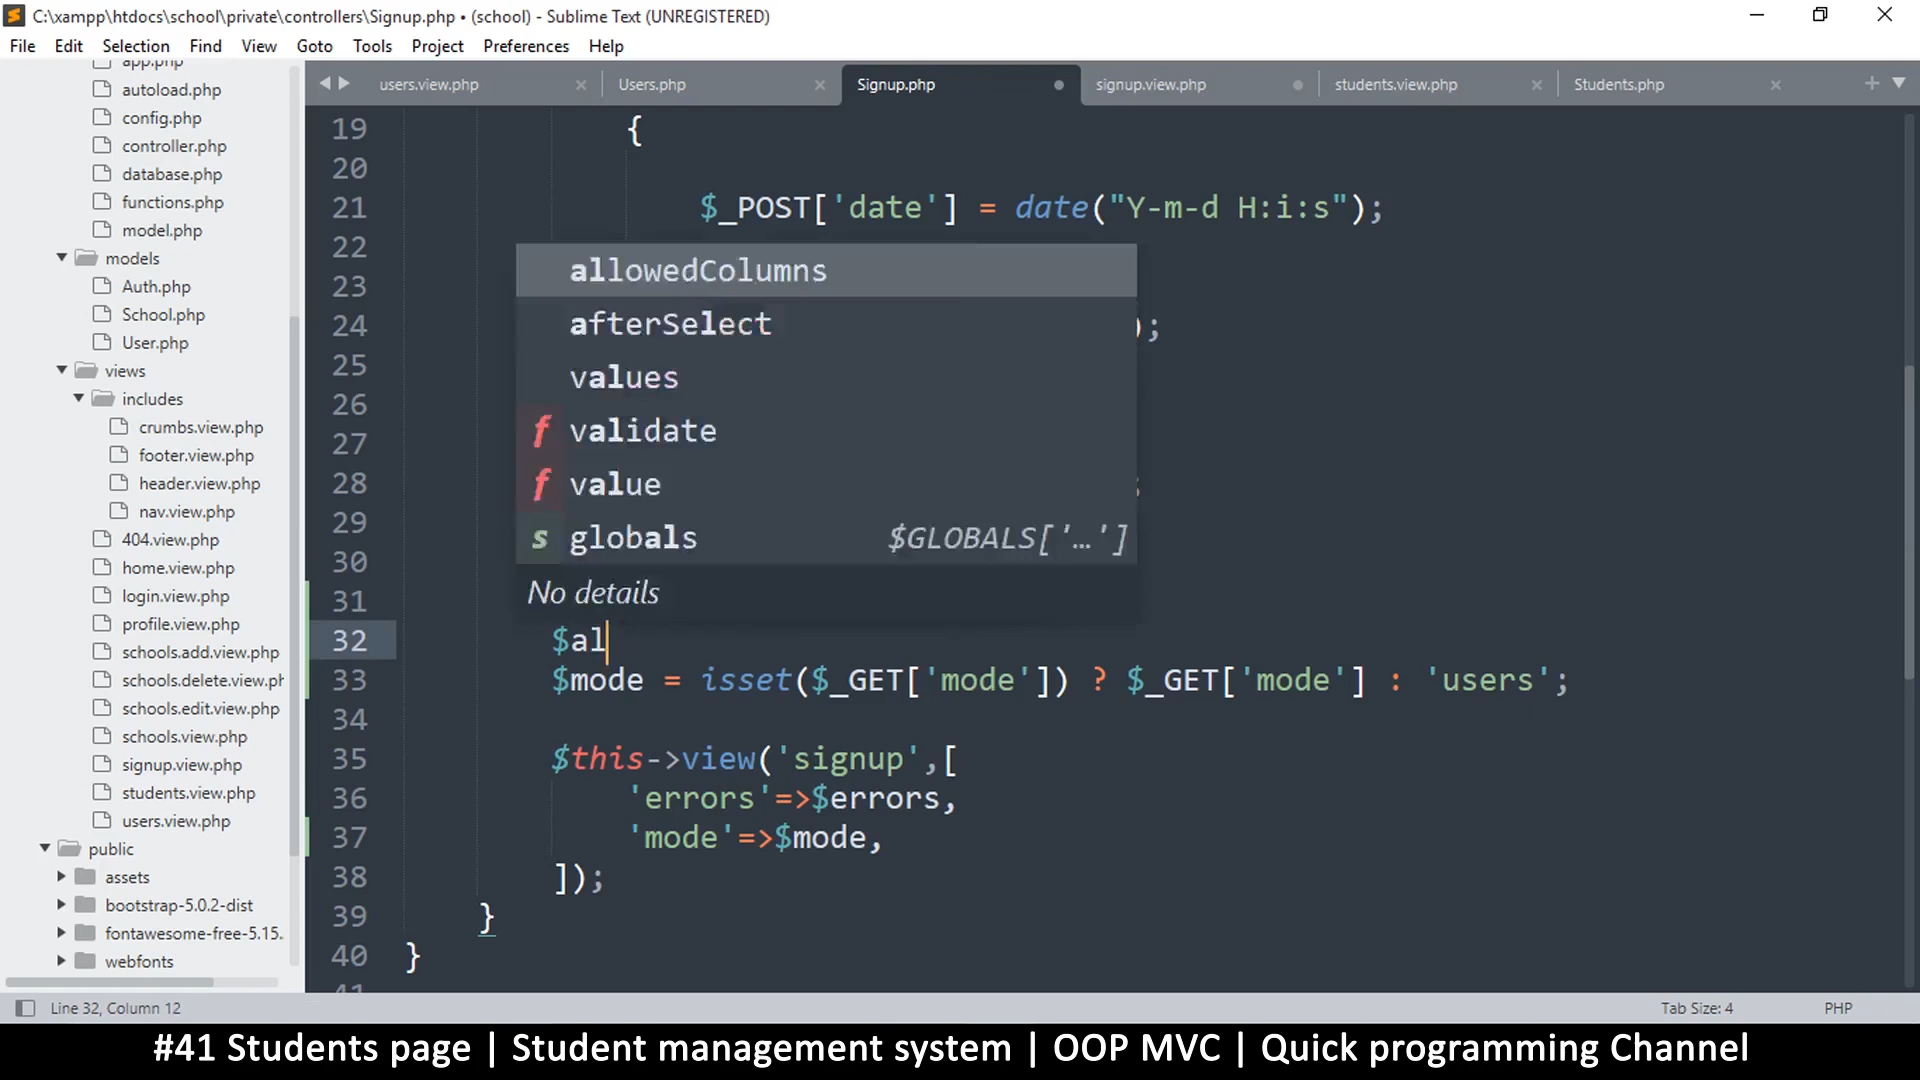 C:\xampp\htdocs\school\private\controllers\Signup.php • (school) - Sublime Text (UNREGISTERED)
File Edit Selection Find View Goto Tools Project Preferences Help
app.php
autoload.php
config.php
controller.php
database.php
functions.php
model.php
models
Auth.php
School.php
User.php
views
includes
crumbs.view.php
footer.view.php
header.view.php
nav.view.php
404.view.php
home.view.php
login.view.php
profile.view.php
schools.add.view.php
schools.delete.view.ph
schools.edit.view.php
schools.view.php
signup.view.php
students.view.php
users.view.php
public
assets
bootstrap-5.0.2-dist
fontawesome-free-5.15.
webfonts
users.view.php Users.php Signup.php signup.view.php students.view.php Students.php
19 {
20
21 $_POST['date'] = date("Y-m-d H:i:s");
22
23
24 );
25
26
27
28 ;
29
30
31
allowedColumns
afterSelect
values
f validate
f value
s globals $GLOBALS['…']
No details
32 $al
33 $mode = isset($_GET['mode']) ? $_GET['mode'] : 'users';
34
35 $this->view('signup',[
36 'errors'=>$errors,
37 'mode'=>$mode,
38 ]);
39 }
40 }
41
Line 32, Column 12 Tab Size: 4 PHP
#41 Students page | Student management system | OOP MVC | Quick programming Channel